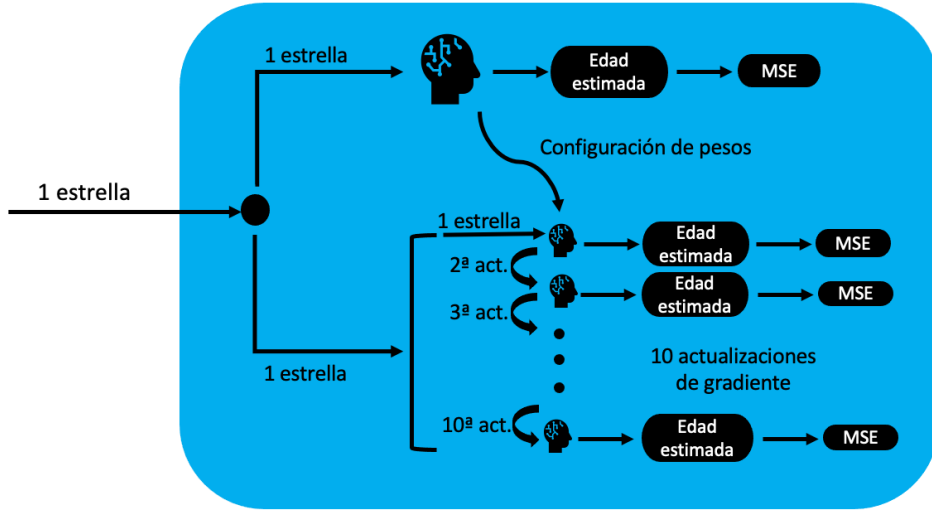 1 estrella
Edad
estimada
MSE
Configuración de pesos
1 estrella
1 estrella
Edad
estimada
MSE
2ª act.
Edad
estimada
MSE
3ª act.
1 estrella
10 actualizaciones
de gradiente
10ª act.
Edad
estimada
MSE